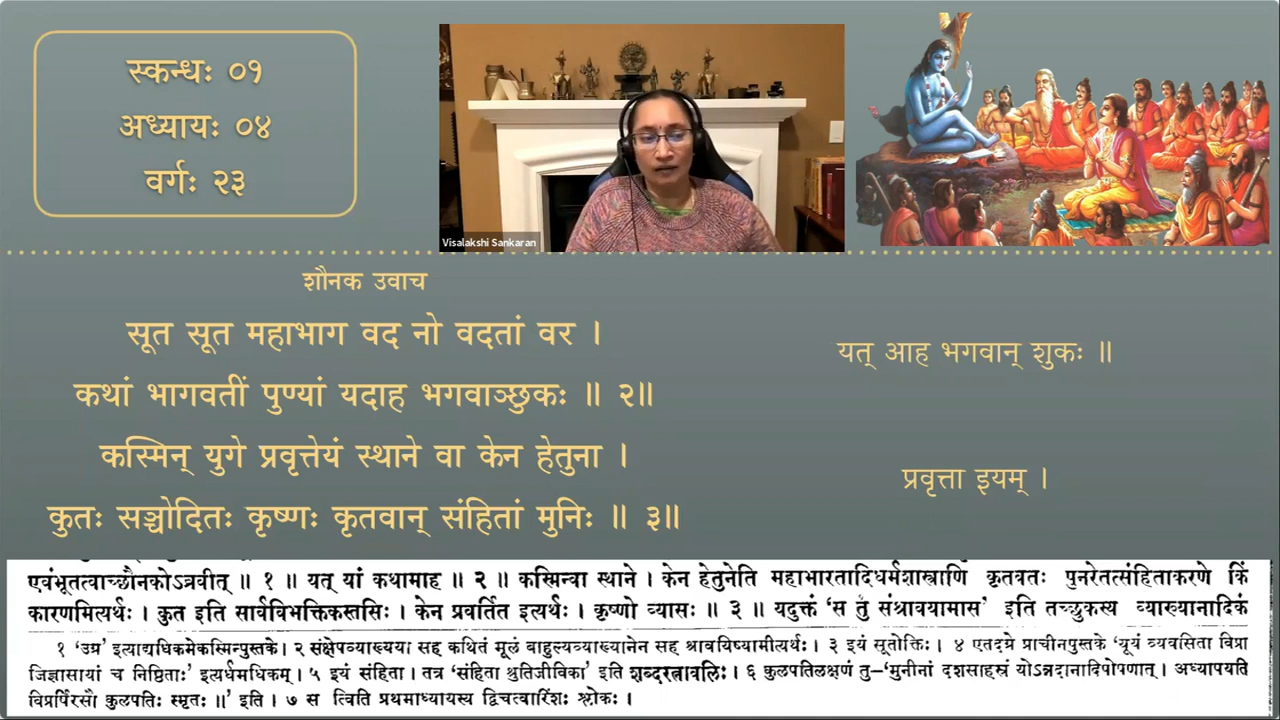 स्कन्धः ०१
अध्यायः ०४
वर्गः २३
Visalakshi Sankaran
शौनक उवाच
सूत सूत महाभाग वद नो वदतां वर ।
कथां भागवतीं पुण्यां यदाह भगवाञ्छुकः ॥ २॥
यत् आह भगवान् शुकः ॥
कस्मिन् युगे प्रवृत्तेयं स्थाने वा केन हेतुना ।
प्रवृत्ता इयम् ।
कुतः सञ्चोदितः कृष्णः कृतवान् संहितां मुनिः ॥ ३॥
एवंभूतत्वाच्छौनकोऽब्रवीत् ॥ १ ॥ यत् यां कथामाह ॥ २ ॥ कस्मिन्वा स्थाने । केन हेतुनेति महाभारतादिधर्मशास्त्राणि कृतवतः पुनरेतत्संहिताकरणे किं
कारणमित्यर्थः । कुत इति सार्वविभक्तिकस्तसिः । केन प्रवर्तित इत्यर्थः । कृष्णो व्यासः ॥ ३ ॥ यदुक्तं ‘स तु संश्रावयामास’ इति तच्छुकस्य व्याख्यानादिकं
१ ‘उग्र’ इत्याद्यधिकमेकस्मिन्पुस्तके। २ संक्षेपव्याख्यया सह कथितं मूलं बाहुल्यव्याख्यानेन सह श्रावयिष्यामीत्यर्थः। ३ इयं सूतोक्तिः। ४ एतदग्रे प्राचीनपुस्तके ‘यूयं व्यवसिता विप्रा
जिज्ञासायां च निष्ठिताः’ इत्यर्धमधिकम्। ५ इयं संहिता। तत्र ‘संहिता श्रुतिजीविका’ इति शब्दरत्नावलिः। ६ कुलपतिलक्षणं तु–‘मुनीनां दशसाहस्रं योऽन्नदानादिपोषणात्। अध्यापयति
विप्रर्षिरसौ कुलपतिः स्मृतः ॥’ इति । ७ स त्विति प्रथमाध्यायस्य द्विचत्वारिंशः श्लोकः ।